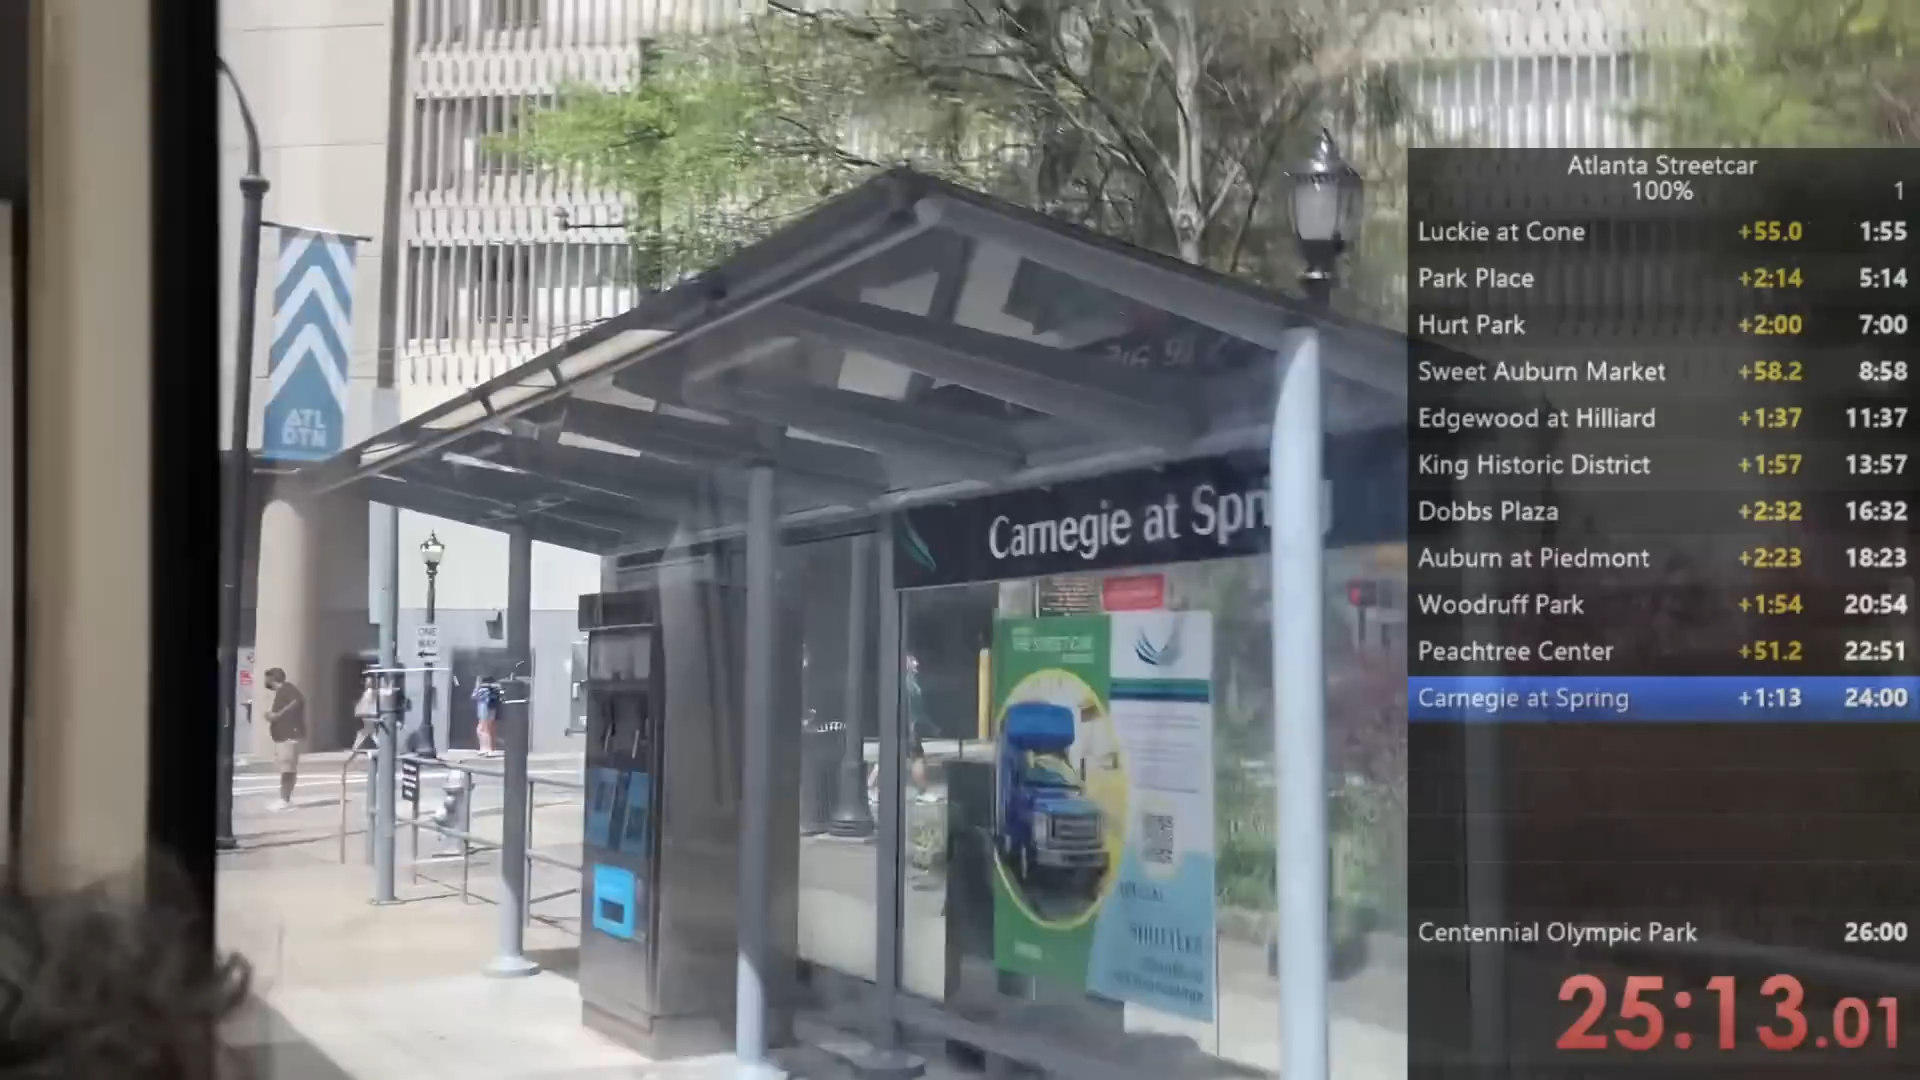 Atlanta Streetcar
100% 1
Luckie at Cone +55.0 1:55
Park Place +2:14 5:14
Hurt Park +2:00 7:00
Sweet Auburn Market +58.2 8:58
Edgewood at Hilliard +1:37 11:37
King Historic District +1:57 13:57
Dobbs Plaza +2:32 16:32
Auburn at Piedmont +2:23 18:23
Woodruff Park +1:54 20:54
Peachtree Center +51.2 22:51
Carnegie at Spring +1:13 24:00
Centennial Olympic Park 26:00
25:13.01
ATL
DTN
Carnegie at Spring
ONE
WAY
THE STREETCAR
SHUTTLE